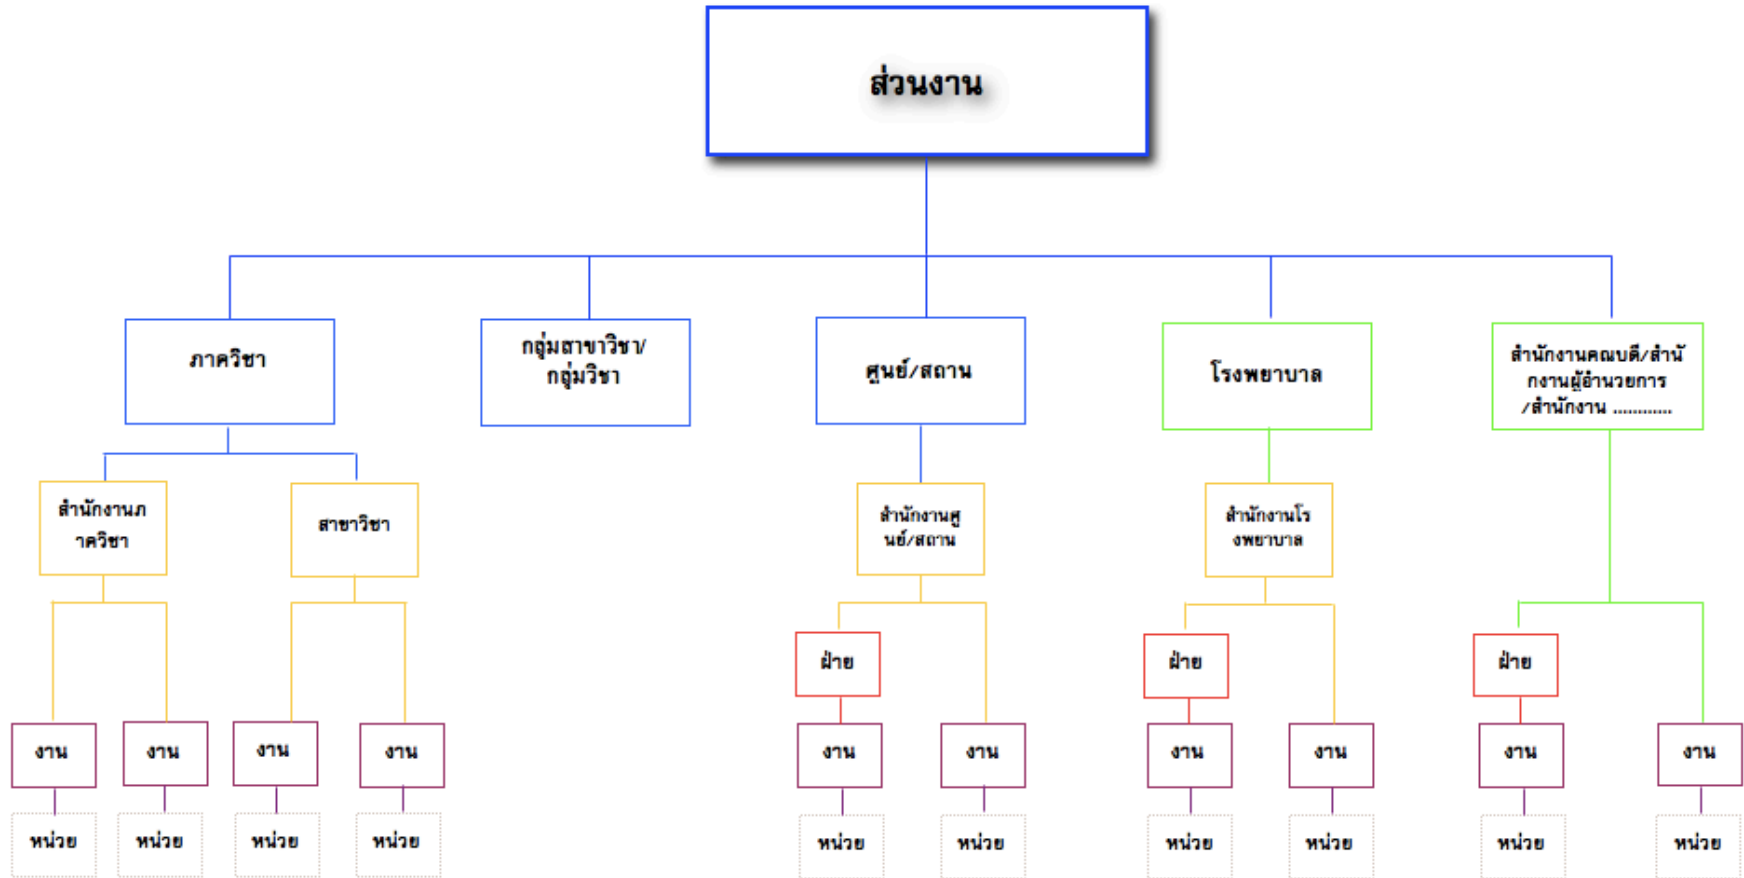 ส่วนงาน
ภาควิชา
กลุ่มสาขาวิชา/
กลุ่มวิชา
ศูนย์/สถาน
โรงพยาบาล
สำนักงานคณบดี/สำนั
กงานผู้อำนวยการ
/สำนักงาน ............
สำนักงานภ
าควิชา
สาขาวิชา
สำนักงานศู
นย์/สถาน
สำนักงานโร
งพยาบาล
ฝ่าย
ฝ่าย
ฝ่าย
งาน
งาน
งาน
งาน
งาน
งาน
งาน
งาน
งาน
งาน
หน่วย
หน่วย
หน่วย
หน่วย
หน่วย
หน่วย
หน่วย
หน่วย
หน่วย
หน่วย